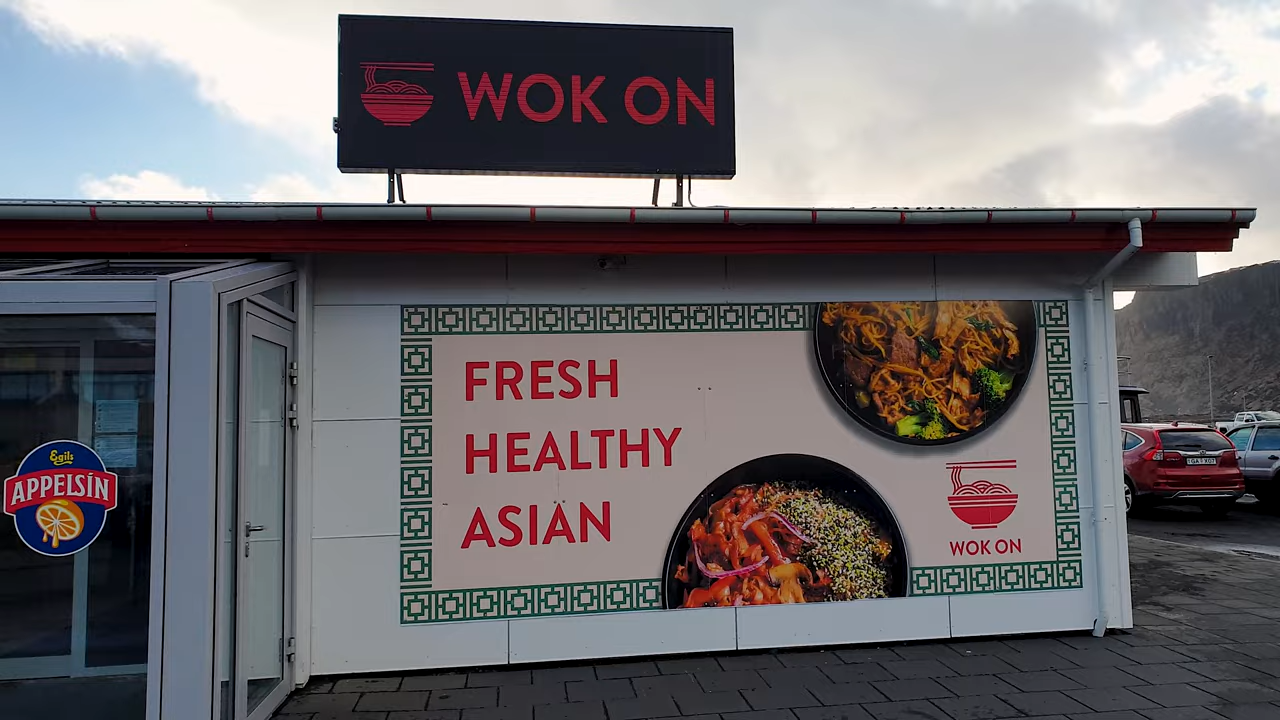 WOK ON
FRESH
HEALTHY
ASIAN
WOK ON
Egils
APPELSÍN